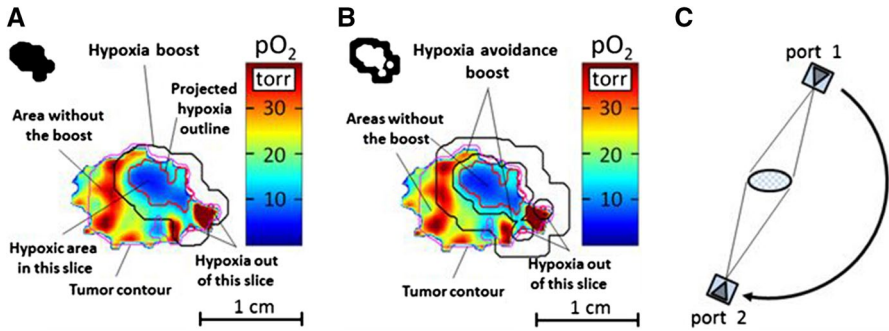 A
Hypoxia boost
pO2
torr
30
20
10
Projected
hypoxia
outline
Area without
the boost
Hypoxic area
in this slice
Tumor contour
Hypoxia out
of this slice
1 cm
B
Hypoxia avoidance
boost
pO2
torr
30
20
10
Areas without
the boost
Tumor contour
Hypoxia out
of this slice
1 cm
C
port 1
port 2